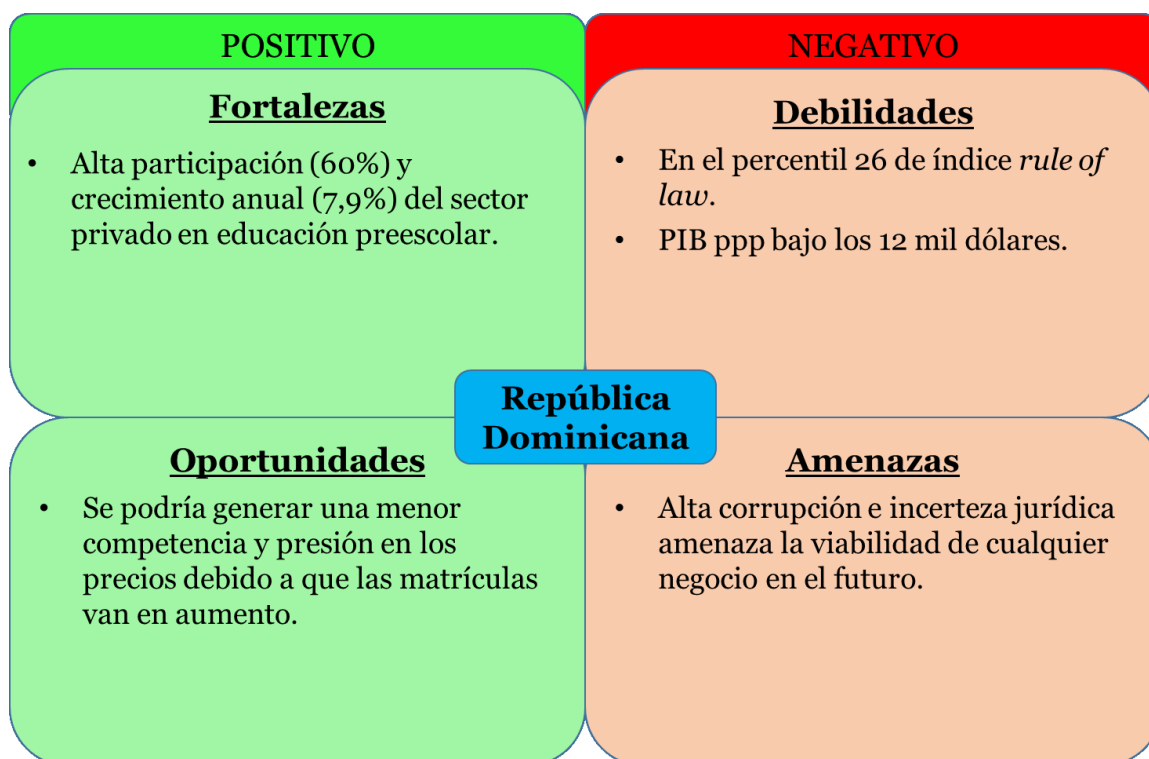 POSITIVO
NEGATIVO
Fortalezas
• Alta participación (60%) y
crecimiento anual (7,9%) del sector
privado en educación preescolar.
Debilidades
• En el percentil 26 de índice rule of
law.
• PIB ppp bajo los 12 mil dólares.
República
Dominicana
Oportunidades
• Se podría generar una menor
competencia y presión en los
precios debido a que las matrículas
van en aumento.
Amenazas
• Alta corrupción e incerteza jurídica
amenaza la viabilidad de cualquier
negocio en el futuro.